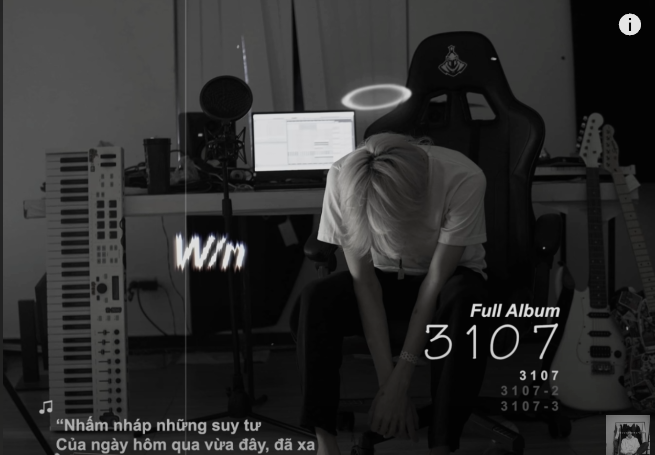 W/n
Full Album
3107
3107
3107-2
3107-3
“Nhấm nháp những suy tư
Của ngày hôm qua vừa đây, đã xa